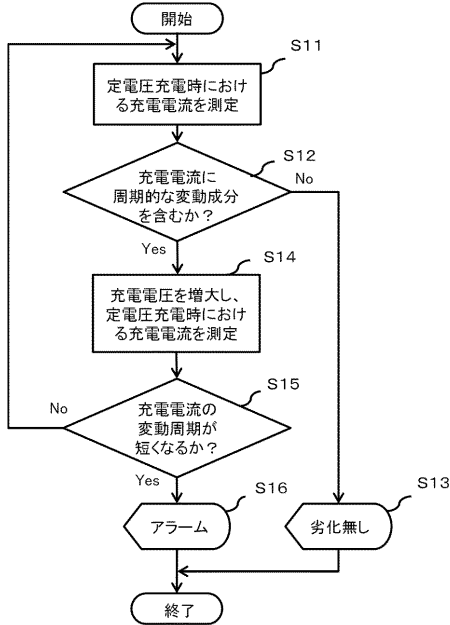 開始
S11
定電圧充電時におけ
る充電電流を測定
S12
充電電流に
周期的な変動成分
を含むか？
No
Yes
S14
充電電圧を増大し、
定電圧充電時におけ
る充電電流を測定
S15
充電電流の
変動周期が
短くなるか？
No
Yes
S16
アラーム
S13
劣化無し
終了